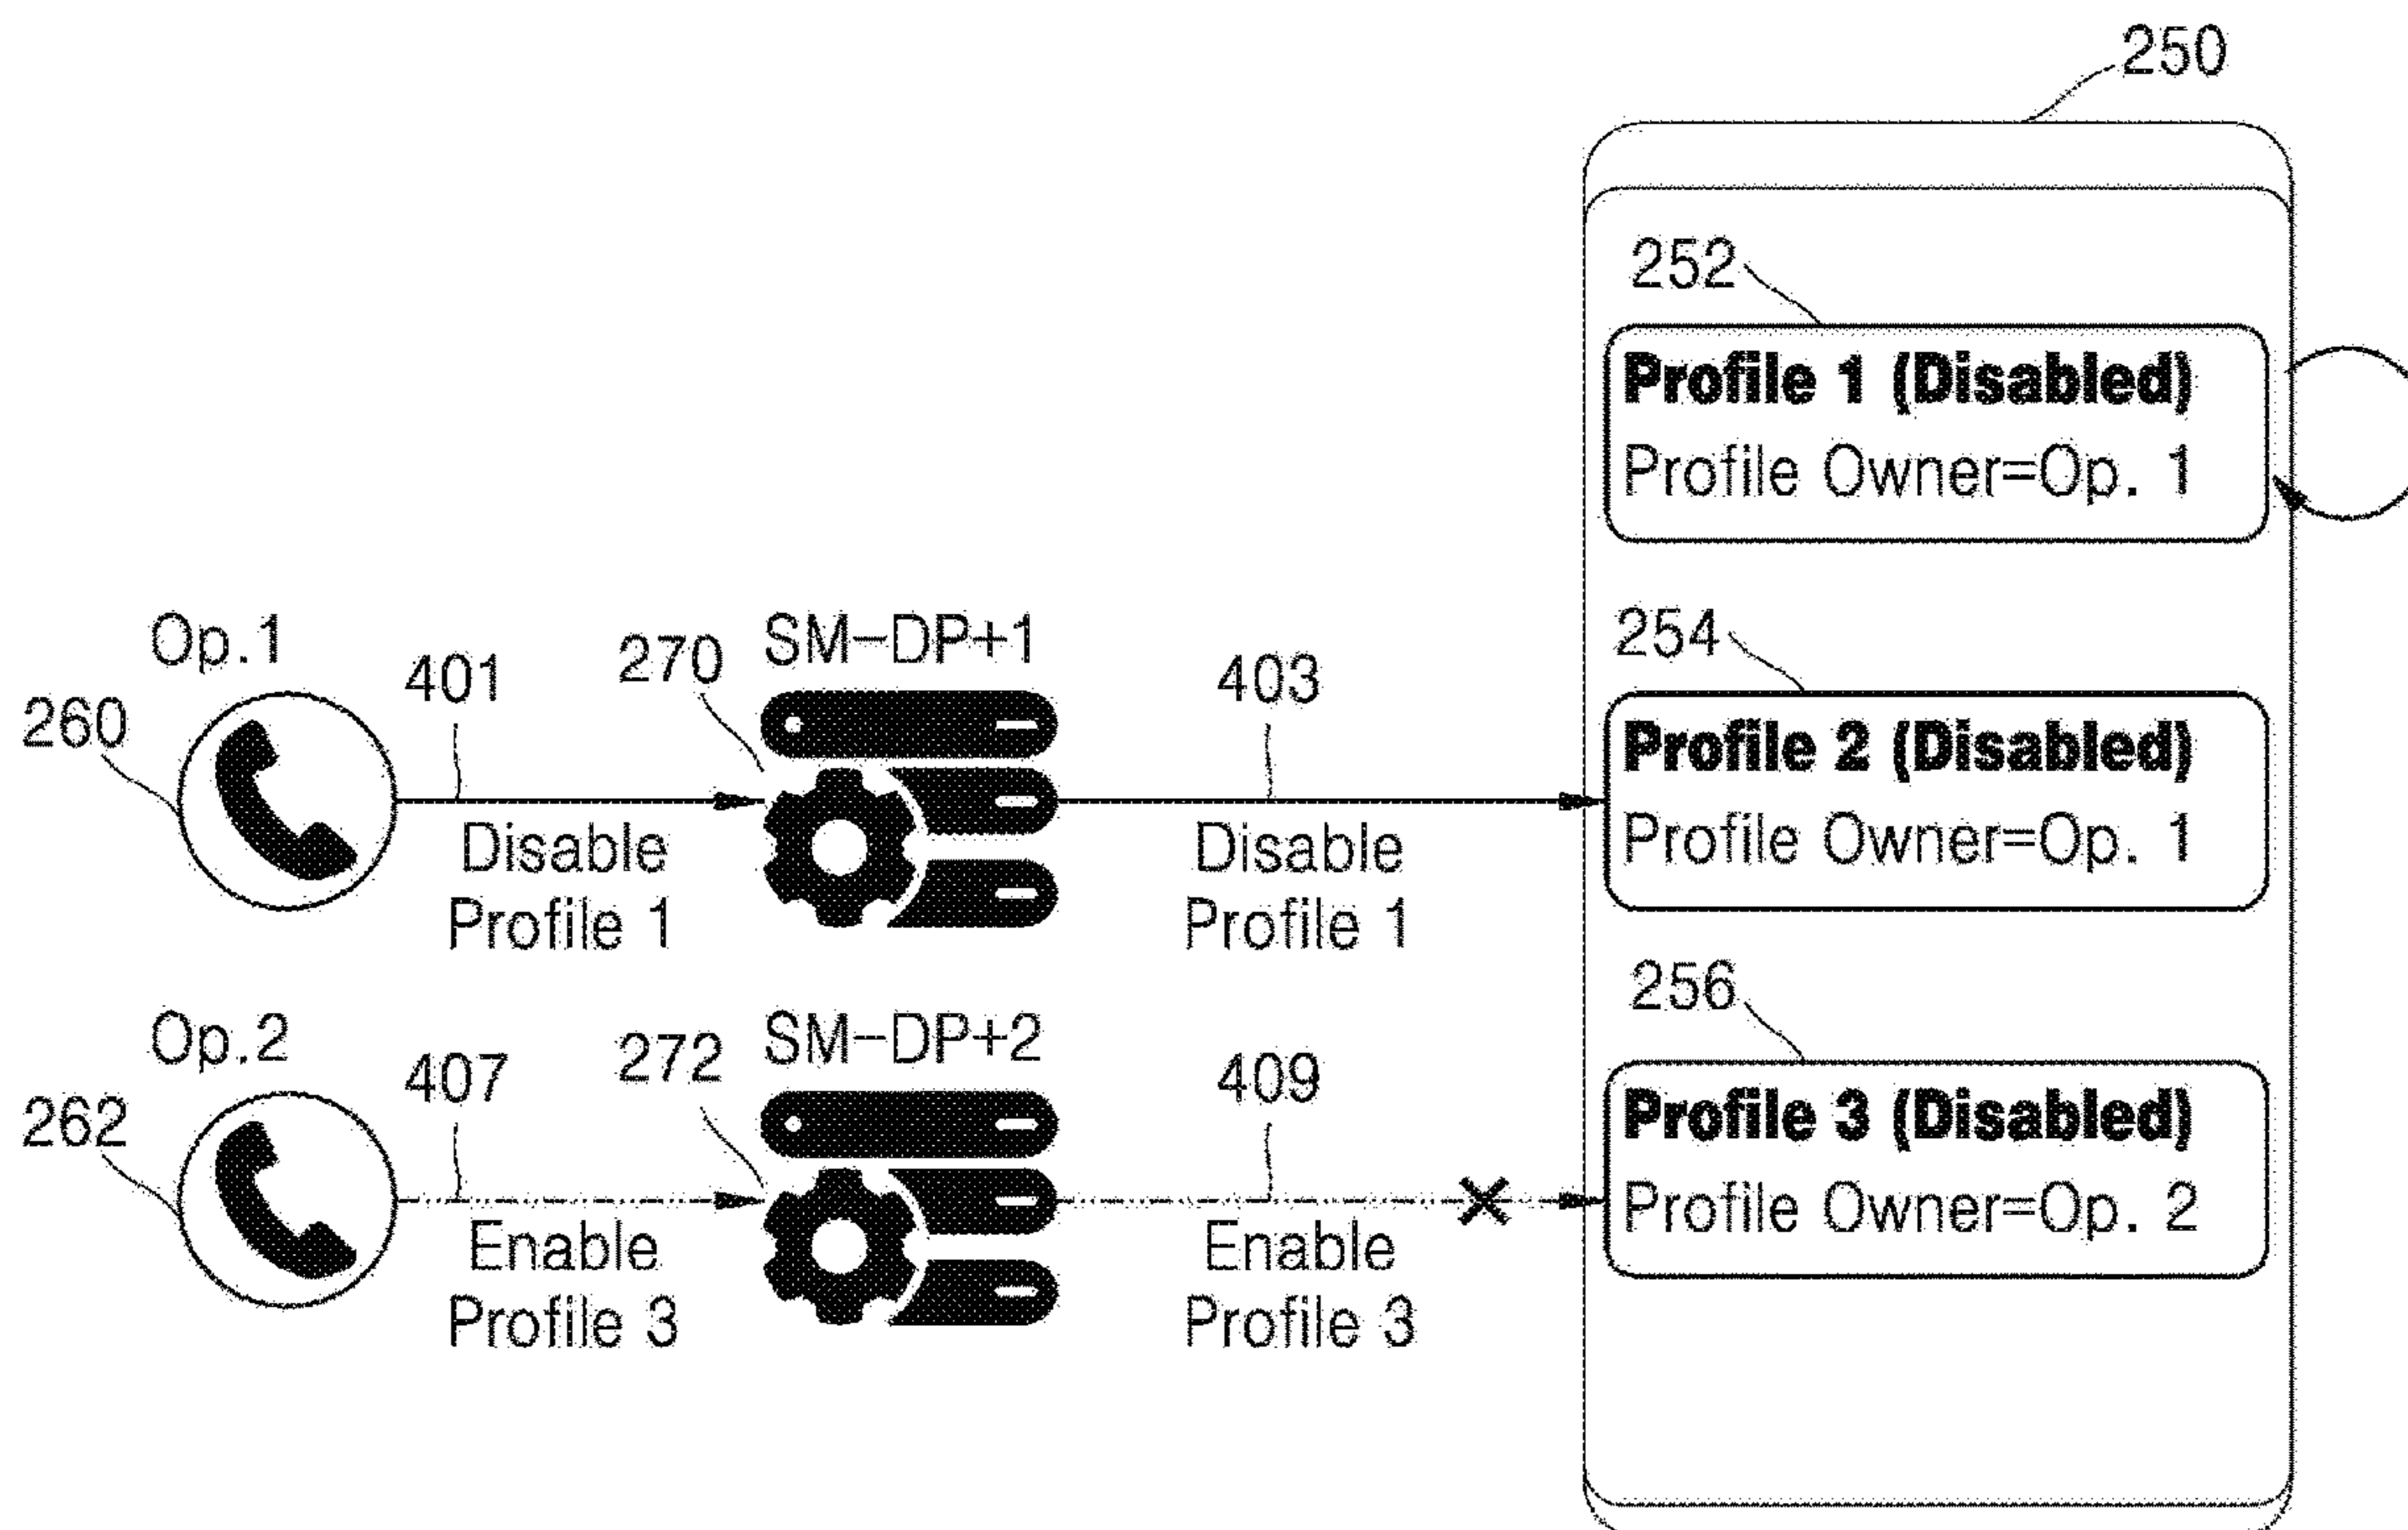 250
252
Profile 1 (Disabled)
Profile Owner=Op. 1
Op.1
260
401
270
SM-DP+1
403
254
Disable
Profile 1
Disable
Profile 1
Profile 2 (Disabled)
Profile Owner=Op. 1
Op.2
262
407
272
SM-DP+2
409
256
Enable
Profile 3
Enable
Profile 3
Profile 3 (Disabled)
Profile Owner=Op. 2